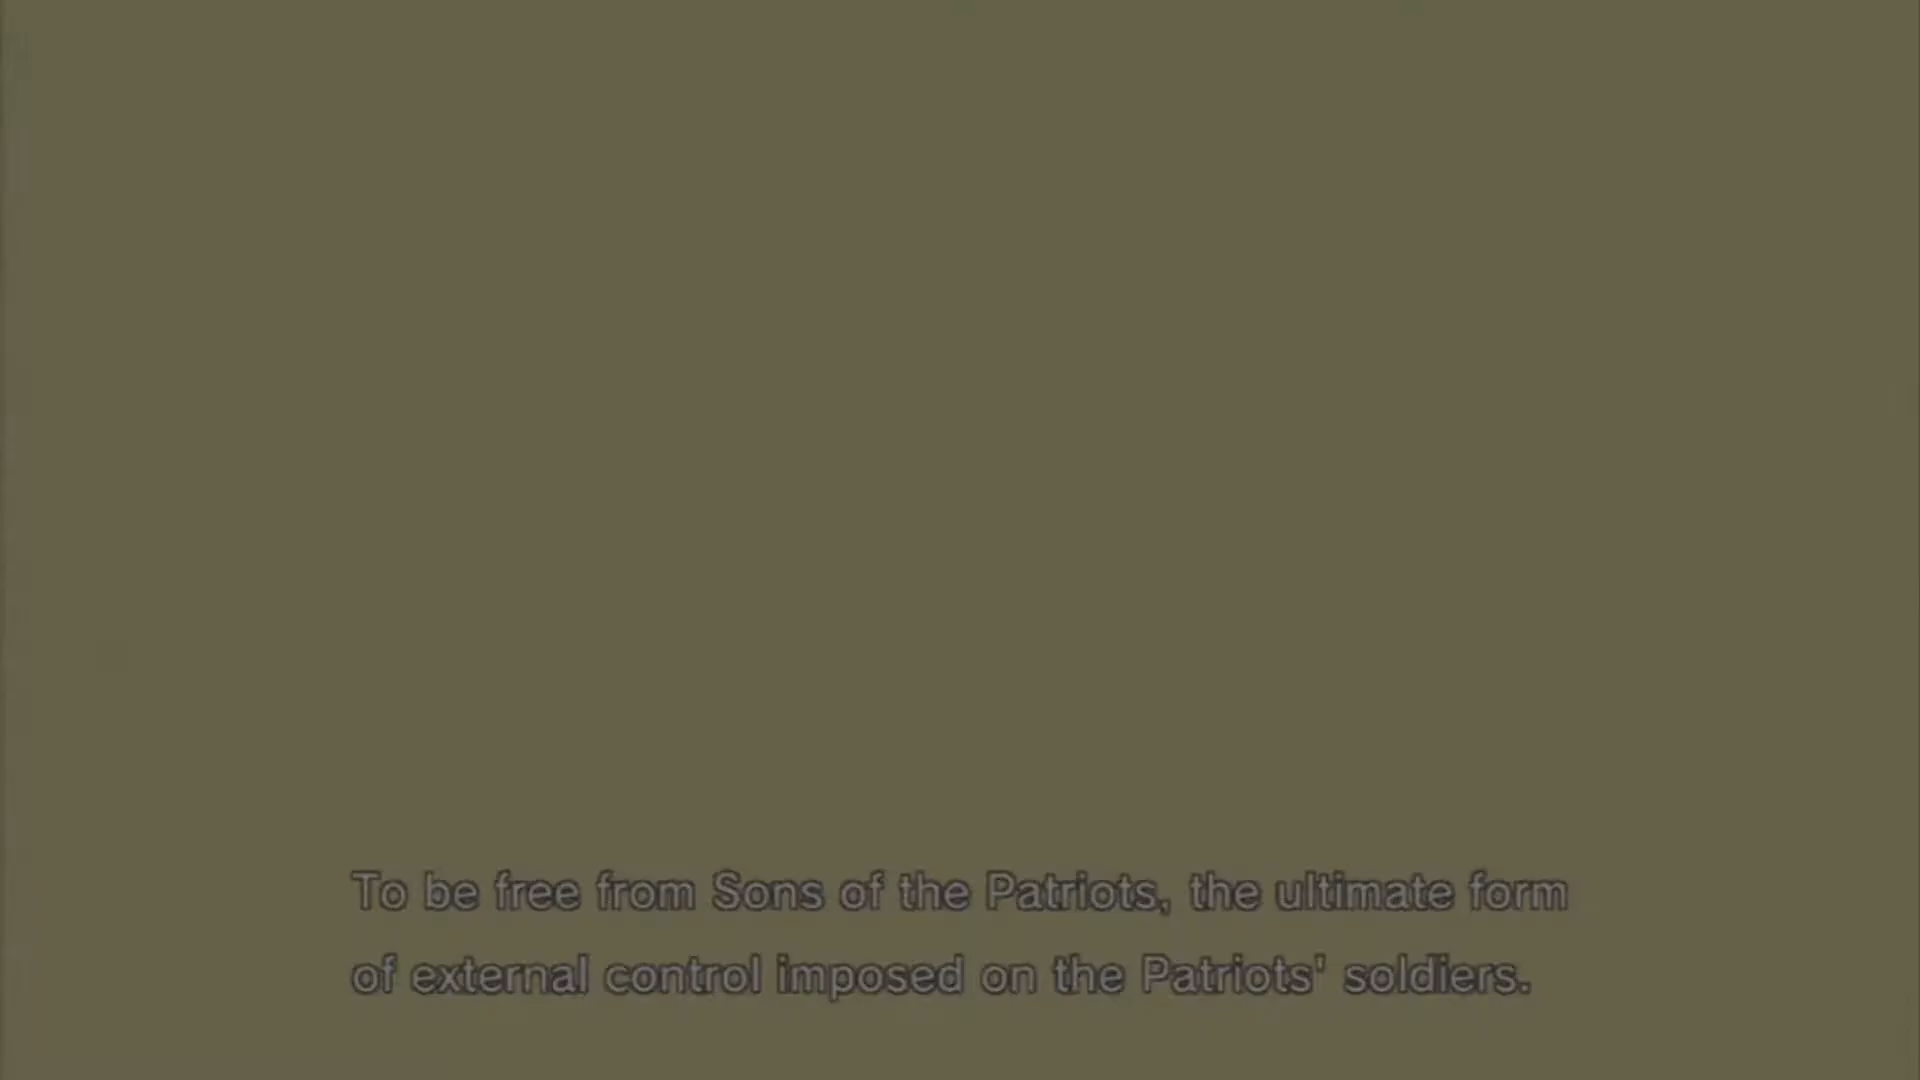 To be free from Sons of the Patriots, the ultimate form
of external control imposed on the Patriots' soldiers.